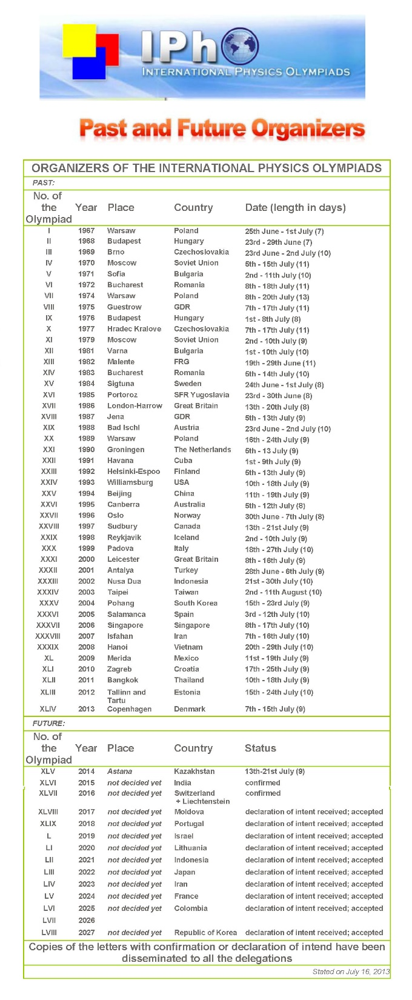 IPhO
INTERNATIONAL PHYSICS OLYMPIADS
Past and Future Organizers
ORGANIZERS OF THE INTERNATIONAL PHYSICS OLYMPIADS
PAST:
No. of the Olympiad Year Place Country Date (length in days)
I 1967 Warsaw Poland 25th June - 1st July (7)
II 1968 Budapest Hungary 23rd - 29th June (7)
III 1969 Brno Czechoslovakia 23rd June - 2nd July (10)
IV 1970 Moscow Soviet Union 5th - 15th July (11)
V 1971 Sofia Bulgaria 2nd - 11th July (10)
VI 1972 Bucharest Romania 8th - 18th July (11)
VII 1974 Warsaw Poland 8th - 20th July (13)
VIII 1975 Guestrow GDR 7th - 17th July (11)
IX 1976 Budapest Hungary 1st - 8th July (8)
X 1977 Hradec Kralove Czechoslovakia 7th - 17th July (11)
XI 1979 Moscow Soviet Union 2nd - 10th July (9)
XII 1981 Varna Bulgaria 1st - 10th July (10)
XIII 1982 Malente FRG 19th - 29th June (11)
XIV 1983 Bucharest Romania 5th - 14th July (10)
XV 1984 Sigtuna Sweden 24th June - 1st July (8)
XVI 1985 Portoroz SFR Yugoslavia 23rd - 30th June (8)
XVII 1986 London-Harrow Great Britain 13th - 20th July (8)
XVIII 1987 Jena GDR 5th - 13th July (9)
XIX 1988 Bad Ischl Austria 23rd June - 2nd July (10)
XX 1989 Warsaw Poland 16th - 24th July (9)
XXI 1990 Groningen The Netherlands 5th - 13 July (9)
XXII 1991 Havana Cuba 1st - 9th July (9)
XXIII 1992 Helsinki-Espoo Finland 5th - 13th July (9)
XXIV 1993 Williamsburg USA 10th - 18th July (9)
XXV 1994 Beijing China 11th - 19th July (9)
XXVI 1995 Canberra Australia 5th - 12th July (8)
XXVII 1996 Oslo Norway 30th June - 7th July (8)
XXVIII 1997 Sudbury Canada 13th - 21st July (9)
XXIX 1998 Reykjavik Iceland 2nd - 10th July (9)
XXX 1999 Padova Italy 18th - 27th July (10)
XXXI 2000 Leicester Great Britain 8th - 16th July (9)
XXXII 2001 Antalya Turkey 28th June - 6th July (9)
XXXIII 2002 Nusa Dua Indonesia 21st - 30th July (10)
XXXIV 2003 Taipei Taiwan 2nd - 11th August (10)
XXXV 2004 Pohang South Korea 15th - 23rd July (9)
XXXVI 2005 Salamanca Spain 3rd - 12th July (10)
XXXVII 2006 Singapore Singapore 8th - 17th July (10)
XXXVIII 2007 Isfahan Iran 7th - 16th July (10)
XXXIX 2008 Hanoi Vietnam 20th - 29th July (10)
XL 2009 Merida Mexico 11st - 19th July (9)
XLI 2010 Zagreb Croatia 17th - 25th July (9)
XLII 2011 Bangkok Thailand 10th - 18th July (9)
XLIII 2012 Tallinn and Tartu Estonia 15th - 24th July (10)
XLIV 2013 Copenhagen Denmark 7th - 15th July (9)
FUTURE:
No. of the Olympiad Year Place Country Status
XLV 2014 Astana Kazakhstan 13th-21st July (9)
XLVI 2015 not decided yet India confirmed
XLVII 2016 not decided yet Switzerland + Liechtenstein confirmed
XLVIII 2017 not decided yet Moldova declaration of intent received; accepted
XLIX 2018 not decided yet Portugal declaration of intent received; accepted
L 2019 not decided yet Israel declaration of intent received; accepted
LI 2020 not decided yet Lithuania declaration of intent received; accepted
LII 2021 not decided yet Indonesia declaration of intent received; accepted
LIII 2022 not decided yet Japan declaration of intent received; accepted
LIV 2023 not decided yet Iran declaration of intent received; accepted
LV 2024 not decided yet France declaration of intent received; accepted
LVI 2025 not decided yet Colombia declaration of intent received; accepted
LVII 2026
LVIII 2027 not decided yet Republic of Korea declaration of intent received; accepted
Copies of the letters with confirmation or declaration of intend have been
disseminated to all the delegations
Stated on July 16, 2013